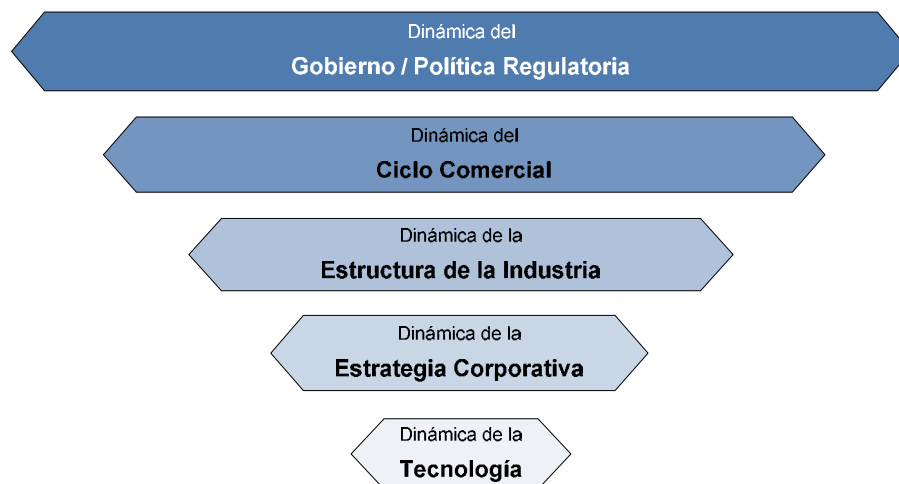 Dinámica del
Gobierno / Política Regulatoria
Dinámica del
Ciclo Comercial
Dinámica de la
Estructura de la Industria
Dinámica de la
Estrategia Corporativa
Dinámica de la
Tecnología